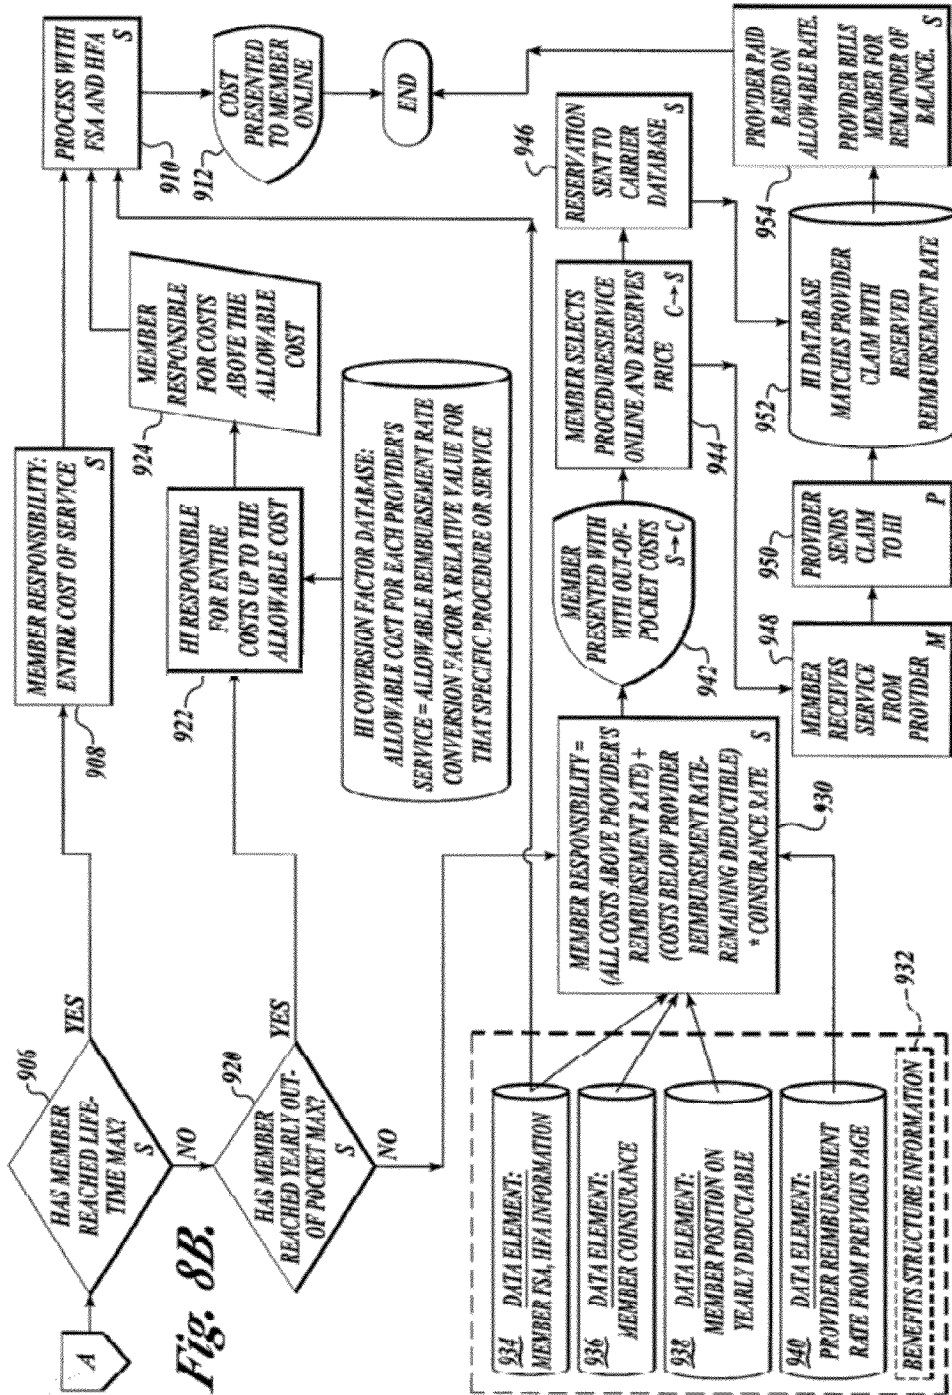 A
Fig. 8B.
906
HAS MEMBER
REACHED LIFE-
TIME MAX?
S
YES
NO
MEMBER RESPONSIBILITY:
ENTIRE COST OF SERVICE
S
908
PROCESS WITH
FSA AND HFA
S
910
COST
PRESENTED
TO MEMBER
ONLINE
912
END
920
HAS MEMBER
REACHED YEARLY OUT-
OF POCKET MAX?
S
YES
NO
HI RESPONSIBLE
FOR ENTIRE
COSTS UP TO THE
ALLOWABLE COST
922
MEMBER
RESPONSIBLE
FOR COSTS
ABOVE THE
ALLOWABLE
COST
924
HI COVERSION FACTOR DATABASE:
ALLOWABLE COST FOR EACH PROVIDER'S
SERVICE = ALLOWABLE REIMBURSEMENT RATE
CONVERSION FACTOR X RELATIVE VALUE FOR
THAT SPECIFIC PROCEDURE OR SERVICE
934 DATA ELEMENT:
MEMBER FSA, HFA INFORMATION
936 DATA ELEMENT:
MEMBER COINSURANCE
938 DATA ELEMENT:
MEMBER POSITION ON
YEARLY DEDUCTABLE
940 DATA ELEMENT:
PROVIDER REIMBURSEMENT
RATE FROM PREVIOUS PAGE
BENEFITS STRUCTURE INFORMATION
932
MEMBER RESPONSIBILITY =
(ALL COSTS ABOVE PROVIDER'S
REIMBURSEMENT RATE) +
(COSTS BELOW PROVIDER
REIMBURSEMENT RATE-
REMAINING DEDUCTIBLE)
* COINSURANCE RATE
S
930
MEMBER
PRESENTED WITH
WITH OUT-OF-
POCKET COSTS
S→C
942
MEMBER SELECTS
PROCEDURESERVICE
ONLINE AND RESERVES
PRICE
C→S
944
RESERVATION
SENT TO
CARRIER
DATABASE
S
946
MEMBER
RECEIVES
SERVICE
FROM
PROVIDER
M
948
PROVIDER
SENDS
CLAIM
TO HI
P
950
HI DATABASE
MATCHES PROVIDER
CLAIM WITH
RESERVED
REIMBURSEMENT RATE
952
PROVIDER PAID
BASED ON
ALLOWABLE RATE.
PROVIDER BILLS
MEMBER FOR
REMAINDER OF
BALANCE.
S
954